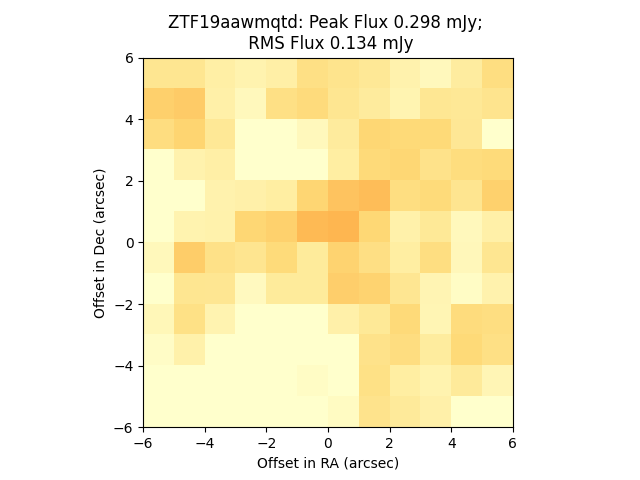 ZTF19aawmqtd: Peak Flux 0.298 mJy;
RMS Flux 0.134 mJy
6
4
2
0
−2
−4
−6
Offset in Dec (arcsec)
−6 −4 −2 0 2 4 6
Offset in RA (arcsec)